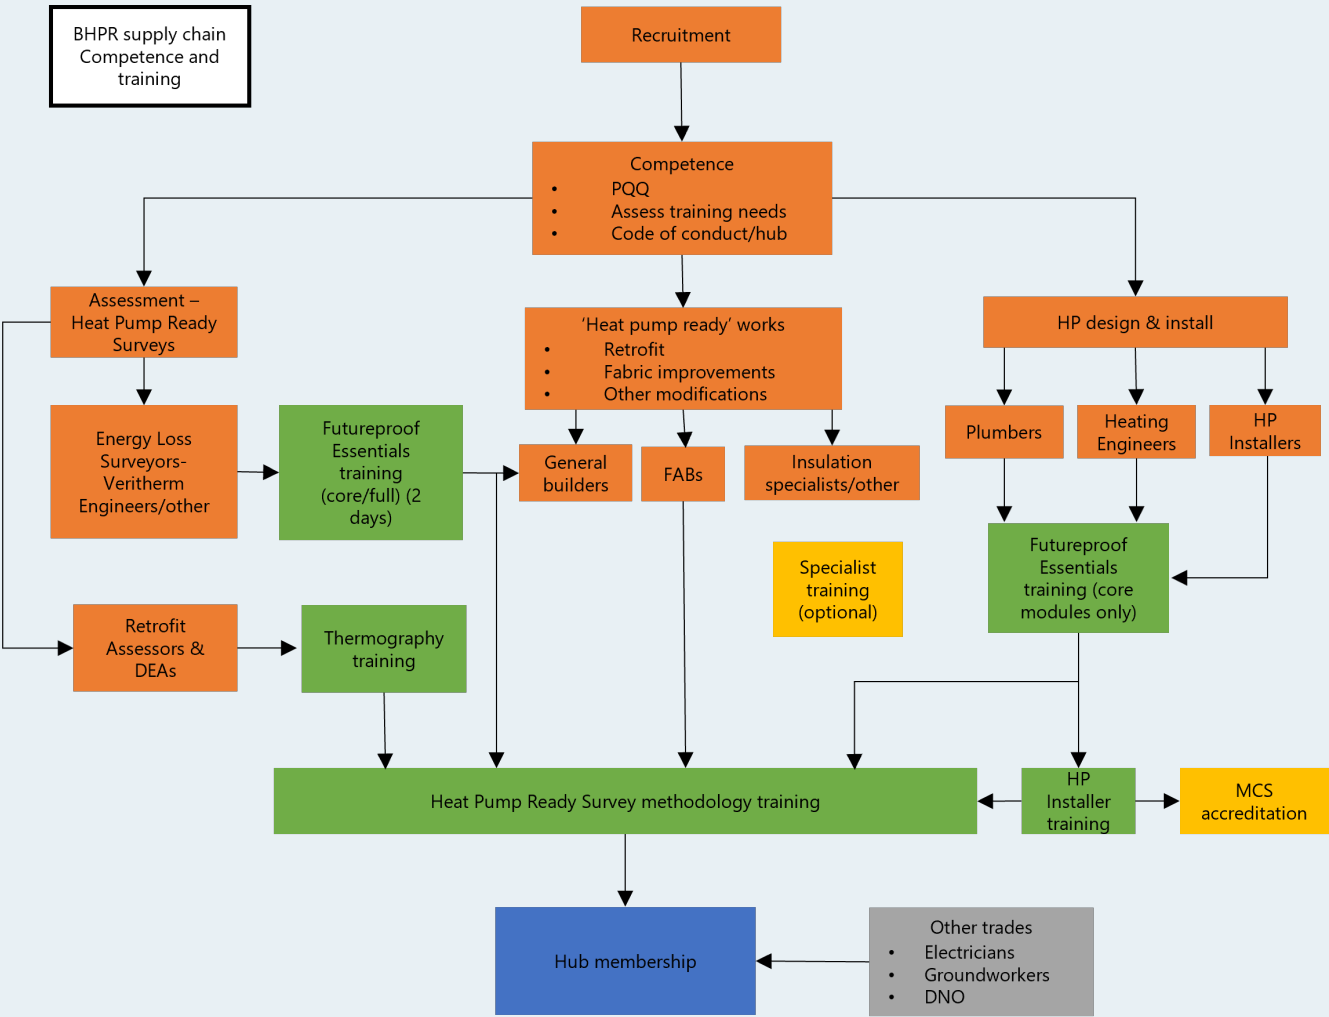 BHPR supply chain
Competence and
training
Recruitment
Competence
• PQQ
• Assess training needs
• Code of conduct/hub
Assessment –
Heat Pump Ready
Surveys
‘Heat pump ready’ works
• Retrofit
• Fabric improvements
• Other modifications
HP design & install
Energy Loss
Surveyors-
Veritherm
Engineers/other
Futureproof
Essentials
training
(core/full) (2
days)
General
builders
FABs
Insulation
specialists/other
Plumbers
Heating
Engineers
HP
Installers
Specialist
training
(optional)
Futureproof
Essentials
training (core
modules only)
Retrofit
Assessors &
DEAs
Thermography
training
Heat Pump Ready Survey methodology training
HP
Installer
training
MCS
accreditation
Hub membership
Other trades
• Electricians
• Groundworkers
• DNO